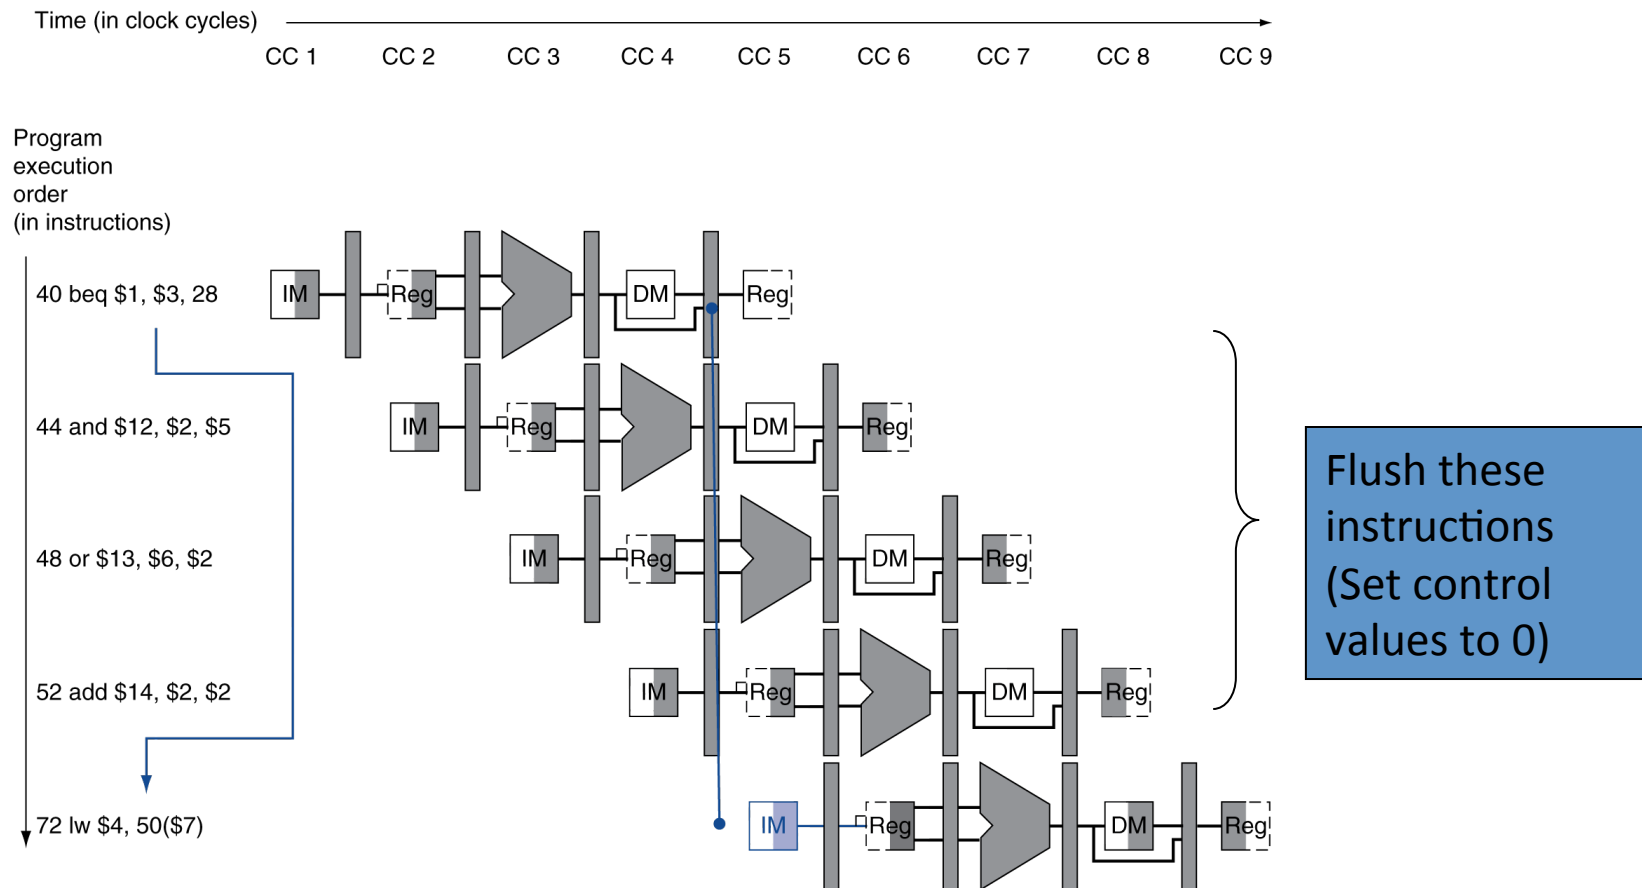 Time (in clock cycles)
CC 1 CC 2 CC 3 CC 4 CC 5 CC 6 CC 7 CC 8 CC 9
Program
execution
order
(in instructions)
40 beq $1, $3, 28
IM Reg DM Reg
44 and $12, $2, $5
IM Reg DM Reg
48 or $13, $6, $2
IM Reg DM Reg
52 add $14, $2, $2
IM Reg DM Reg
72 lw $4, 50($7)
IM Reg DM Reg
Flush these
instructions
(Set control
values to 0)